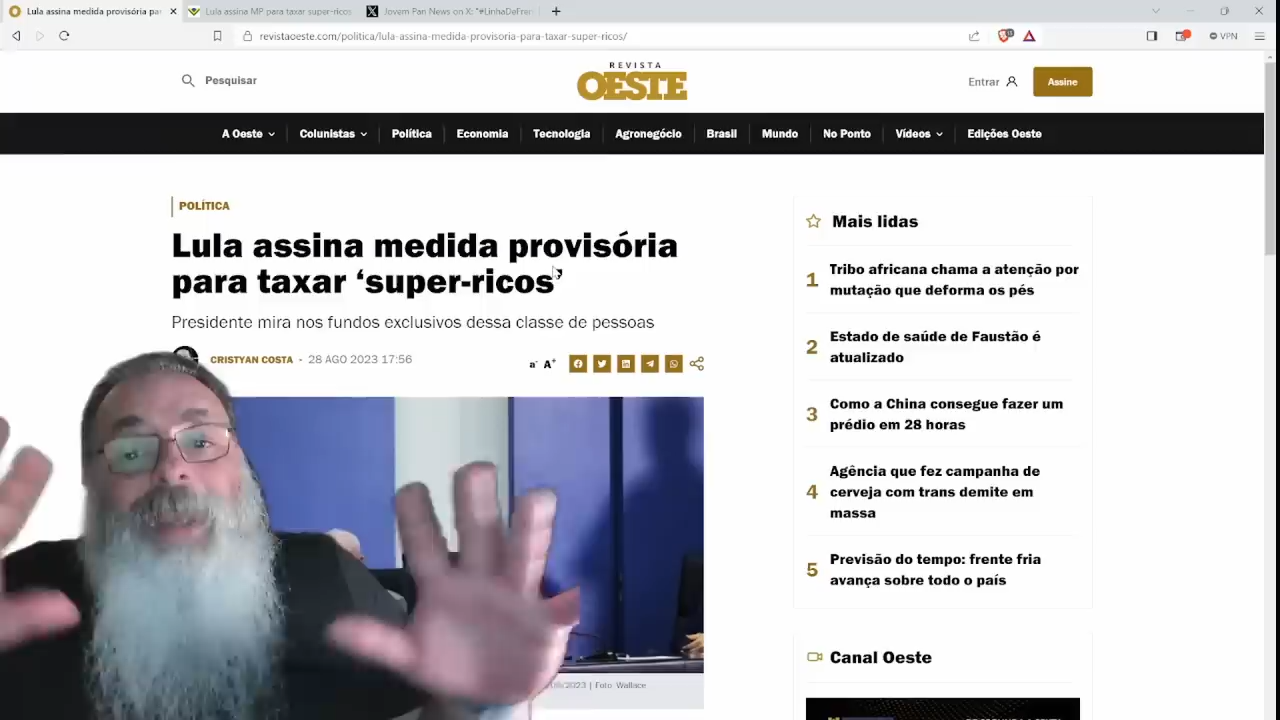 Lula assina medida provisória pa
Lula assina MP para taxar super-ricos
Jovem Pan News on X: "#LinhaDeFren
revistaoeste.com/politica/lula-assina-medida-provisoria-para-taxar-super-ricos/
VPN
Pesquisar
REVISTA
OESTE
Entrar
Assine
A Oeste
Colunistas
Política
Economia
Tecnologia
Agronegócio
Brasil
Mundo
No Ponto
Vídeos
Edições Oeste
POLÍTICA
Lula assina medida provisória
para taxar ‘super-ricos’
Presidente mira nos fundos exclusivos dessa classe de pessoas
CRISTYAN COSTA - 28 AGO 2023 17:56
a- A+
/2023 | Foto: Wallace
Mais lidas
1 Tribo africana chama a atenção por
mutação que deforma os pés
2 Estado de saúde de Faustão é
atualizado
3 Como a China consegue fazer um
prédio em 28 horas
4 Agência que fez campanha de
cerveja com trans demite em
massa
5 Previsão do tempo: frente fria
avança sobre todo o país
Canal Oeste